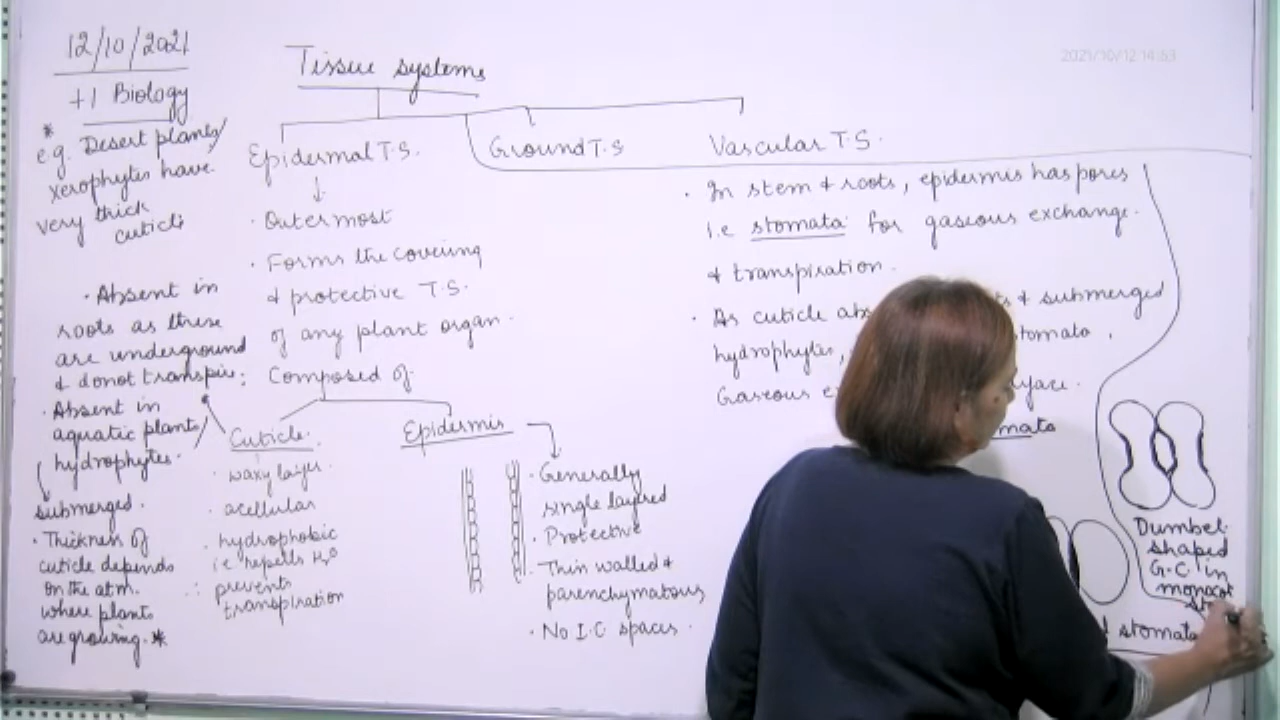 12/10/2021
+1 Biology
2021/10/12 14:53
Tissue systems
Epidermal T.S.
Ground T.S
Vascular T.S.
* e.g. Desert plants/
xerophytes have
very thick
cuticle
· Absent in
roots as these
are underground
& donot transpire;
· Absent in
aquatic plants/
hydrophytes.
submerged.
· Thickness of
cuticle depends
on the atm.
where plants
are growing. *
· Outermost
· Forms the covering
& protective T.S.
of any plant organ.
Composed of
Cuticle.
· waxy layer.
· acellular
· hydrophobic
i.e repells H2O
∴ prevents
transpiration
Epidermis
· Generally
single layered
· Protective
· Thin walled &
parenchymatous
· No I.C spaces.
· In stem & roots, epidermis has pores
i.e stomata for gaseous exchange.
& transpiration.
· As cuticle & submerged
hydrophytes, stomata,
Gaseous
Dumbel-
shaped
G.C in
monocot
stomata